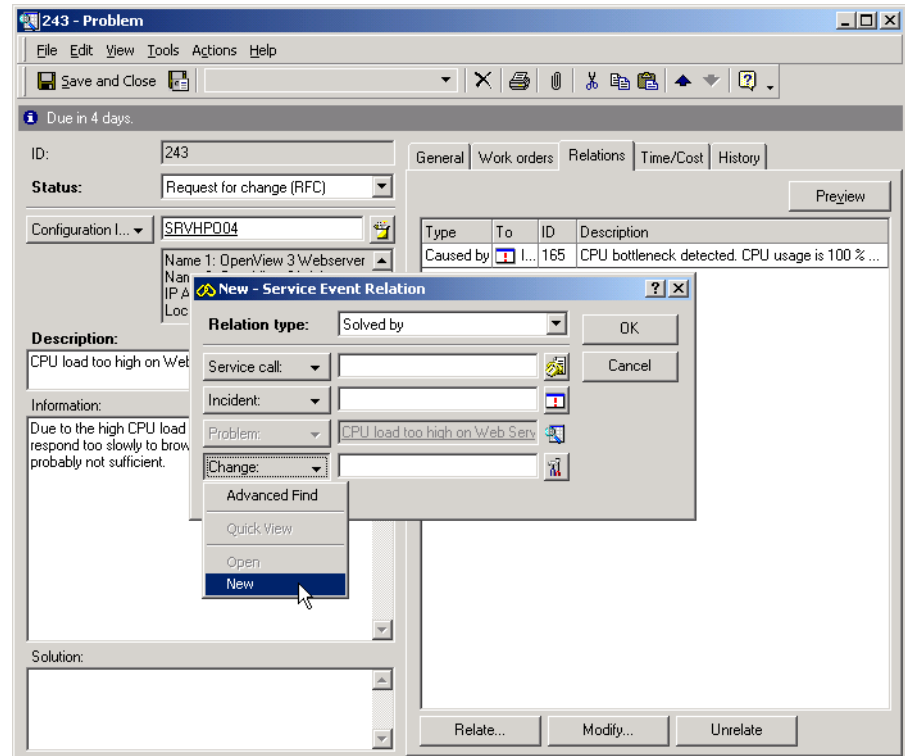 243 - Problem
File Edit View Tools Actions Help
Save and Close
Due in 4 days.
ID: 243
Status: Request for change (RFC)
Configuration I... SRVHP004
Name 1: OpenView 3 Webserver
IP A
Loc
Description:
CPU load too high on Web
Information:
Due to the high CPU load
respond too slowly to brow
probably not sufficient.
Solution:
General Work orders Relations Time/Cost History
Preview
Type To ID Description
Caused by I... 165 CPU bottleneck detected. CPU usage is 100 % ...
New - Service Event Relation
Relation type: Solved by
OK
Service call:
Cancel
Incident:
Problem: CPU load too high on Web Serv
Change:
Advanced Find
Quick View
Open
New
Relate... Modify... Unrelate